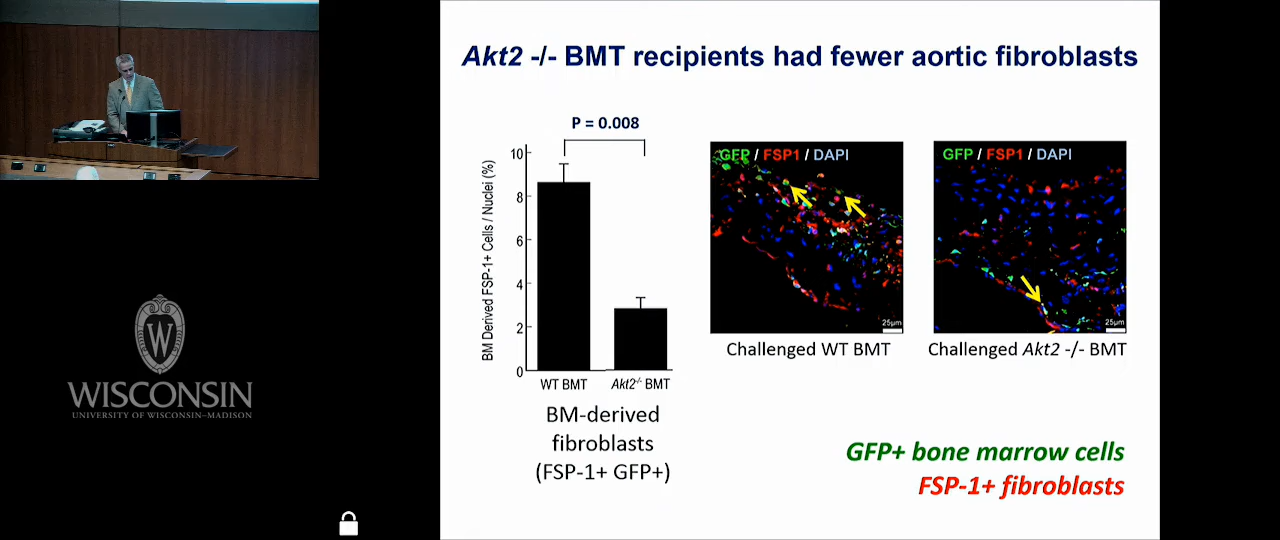 Akt2 -/- BMT recipients had fewer aortic fibroblasts
P = 0.008
BM Derived FSP-1+ Cells / Nuclei (%)
10
8
6
4
2
0
WT BMT
Akt2-/- BMT
BM-derived
fibroblasts
(FSP-1+ GFP+)
GFP / FSP1 / DAPI
25μm
Challenged WT BMT
GFP / FSP1 / DAPI
25μm
Challenged Akt2 -/- BMT
GFP+ bone marrow cells
FSP-1+ fibroblasts
W
WISCONSIN
UNIVERSITY OF WISCONSIN–MADISON